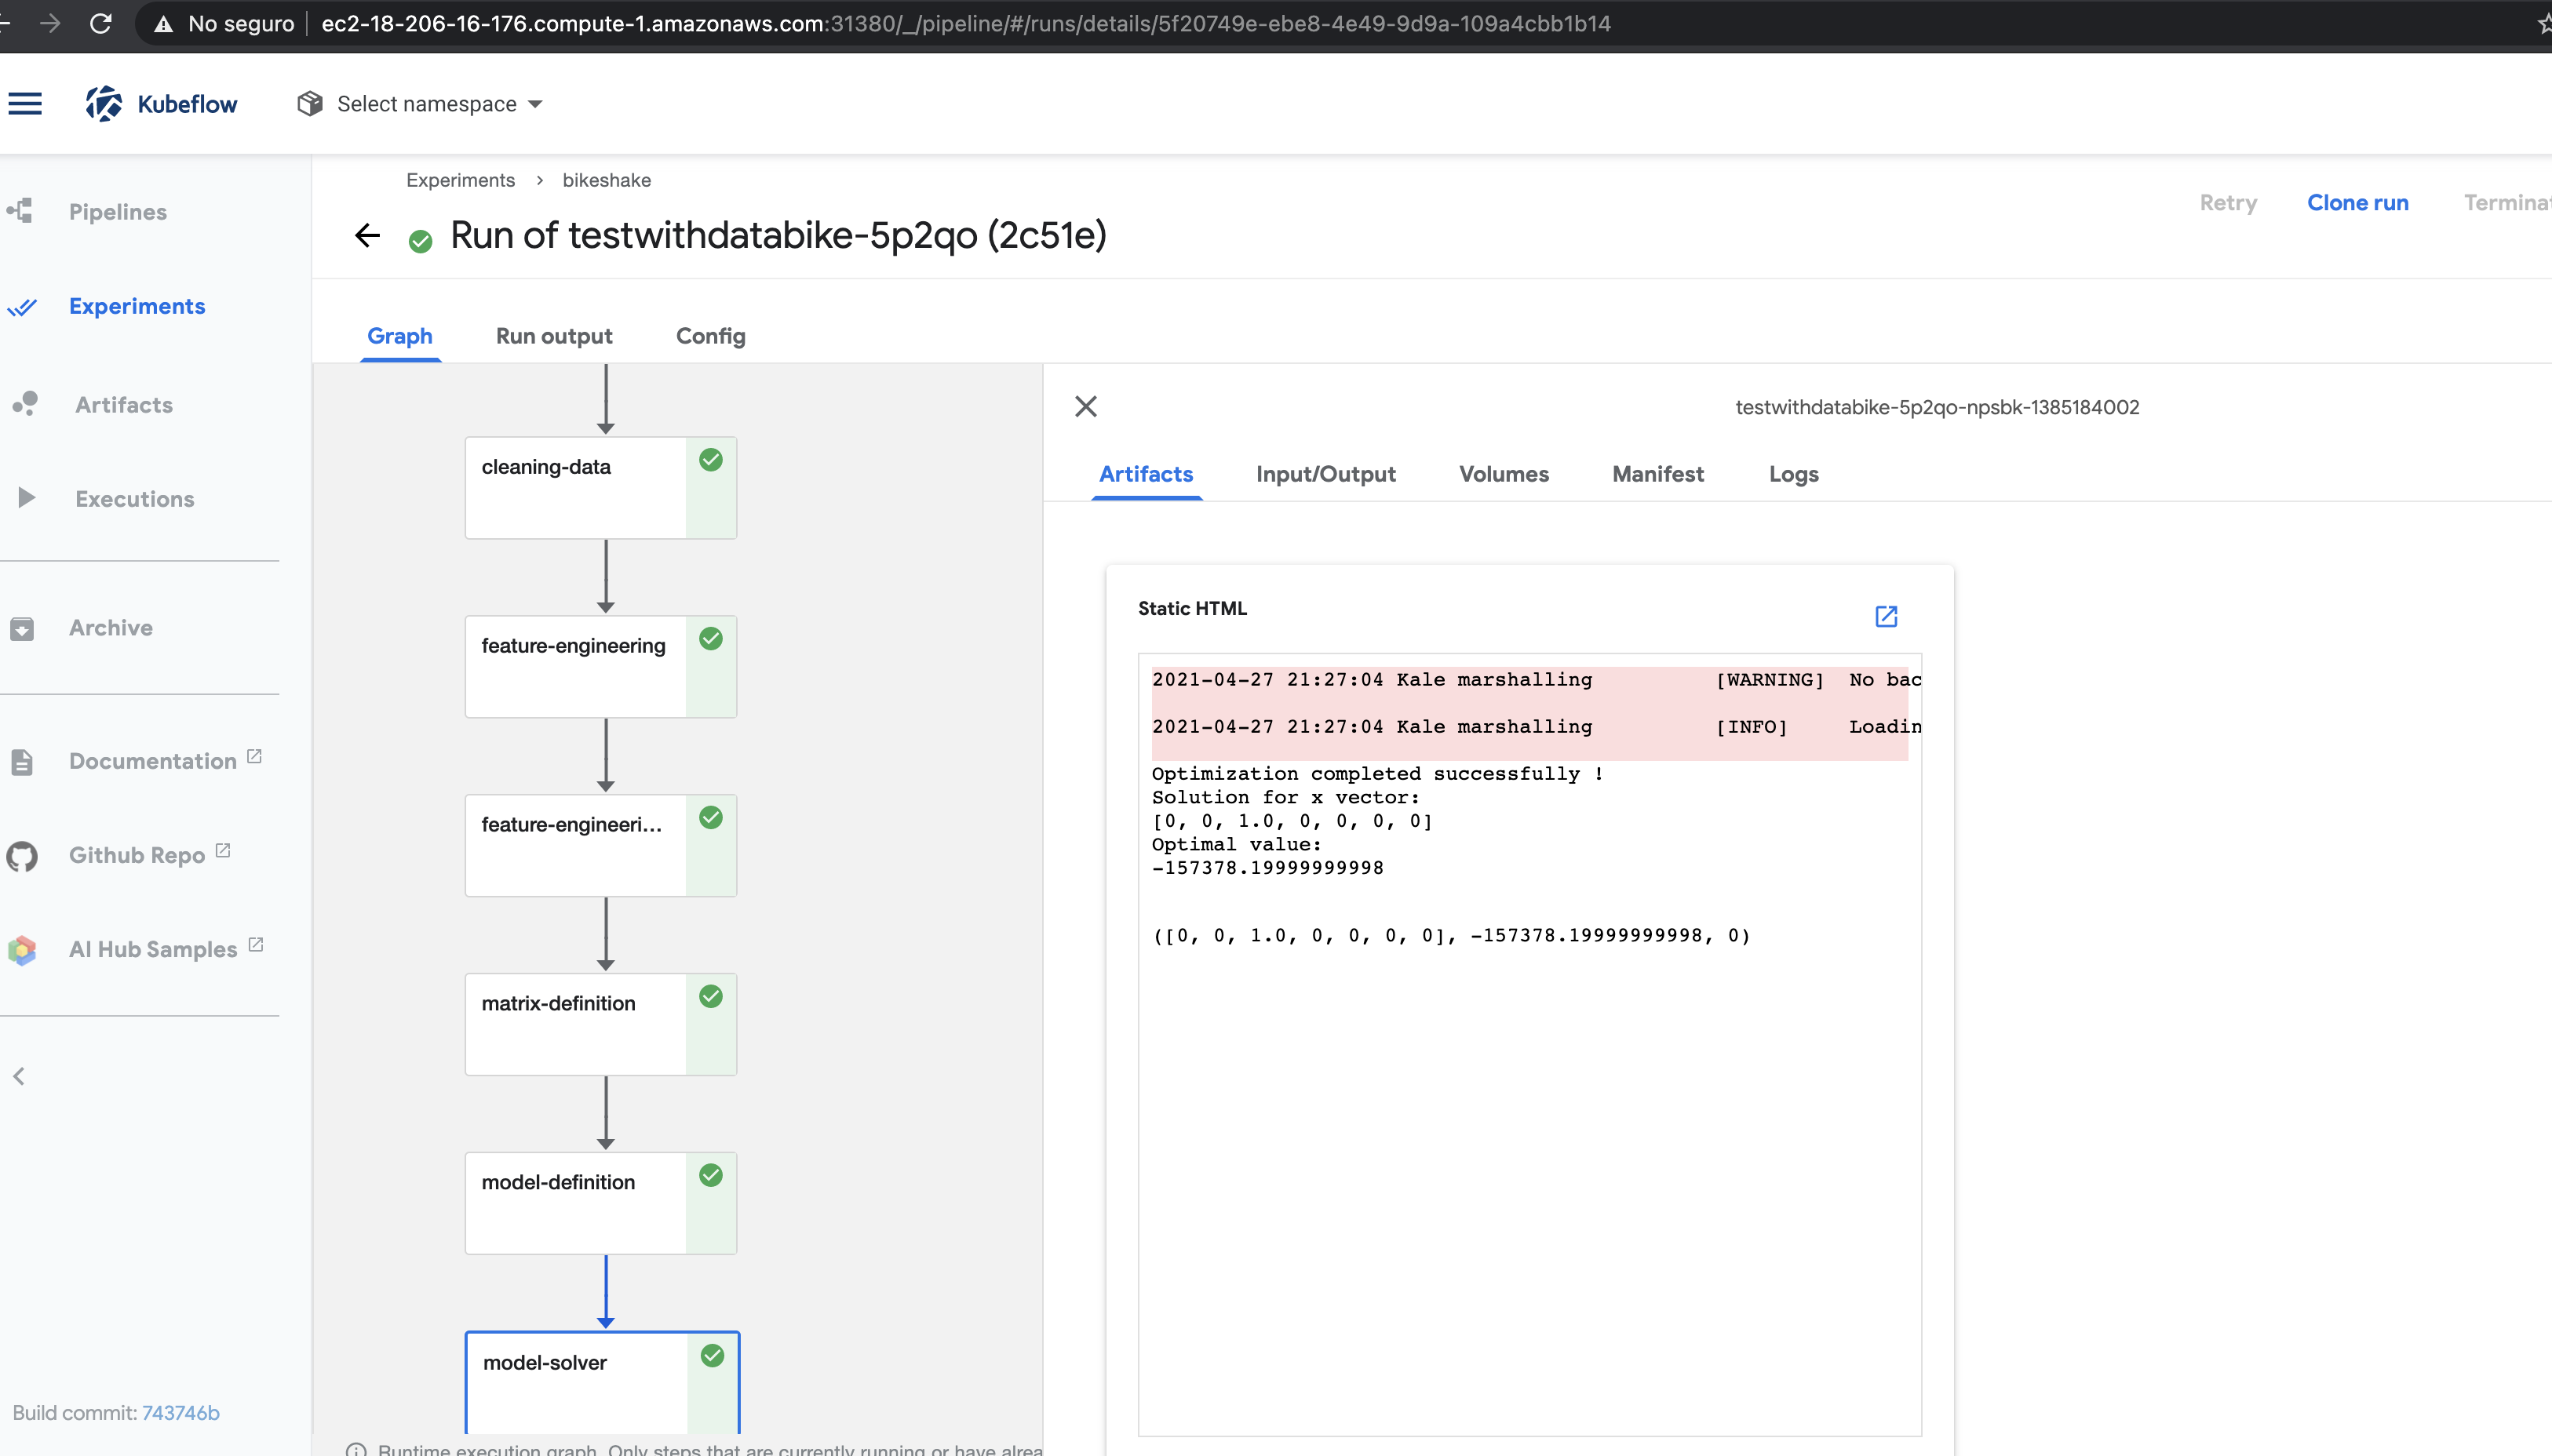 No seguro ec2-18-206-16-176.compute-1.amazonaws.com:31380/_/pipeline/#/runs/details/5f20749e-ebe8-4e49-9d9a-109a4cbb1b14
Kubeflow
Select namespace
Pipelines
Experiments
Artifacts
Executions
Archive
Documentation
Github Repo
AI Hub Samples
Build commit: 743746b
Experiments > bikeshake
Run of testwithdatabike-5p2qo (2c51e)
Retry Clone run Terminat
Graph Run output Config
cleaning-data
feature-engineering
feature-engineeri...
matrix-definition
model-definition
model-solver
Runtime execution graph. Only steps that are currently running or have alrea
testwithdatabike-5p2qo-npsbk-1385184002
Artifacts Input/Output Volumes Manifest Logs
Static HTML
2021-04-27 21:27:04 Kale marshalling [WARNING] No bac
2021-04-27 21:27:04 Kale marshalling [INFO] Loadin
Optimization completed successfully !
Solution for x vector:
[0, 0, 1.0, 0, 0, 0, 0]
Optimal value:
-157378.19999999998
([0, 0, 1.0, 0, 0, 0, 0], -157378.19999999998, 0)